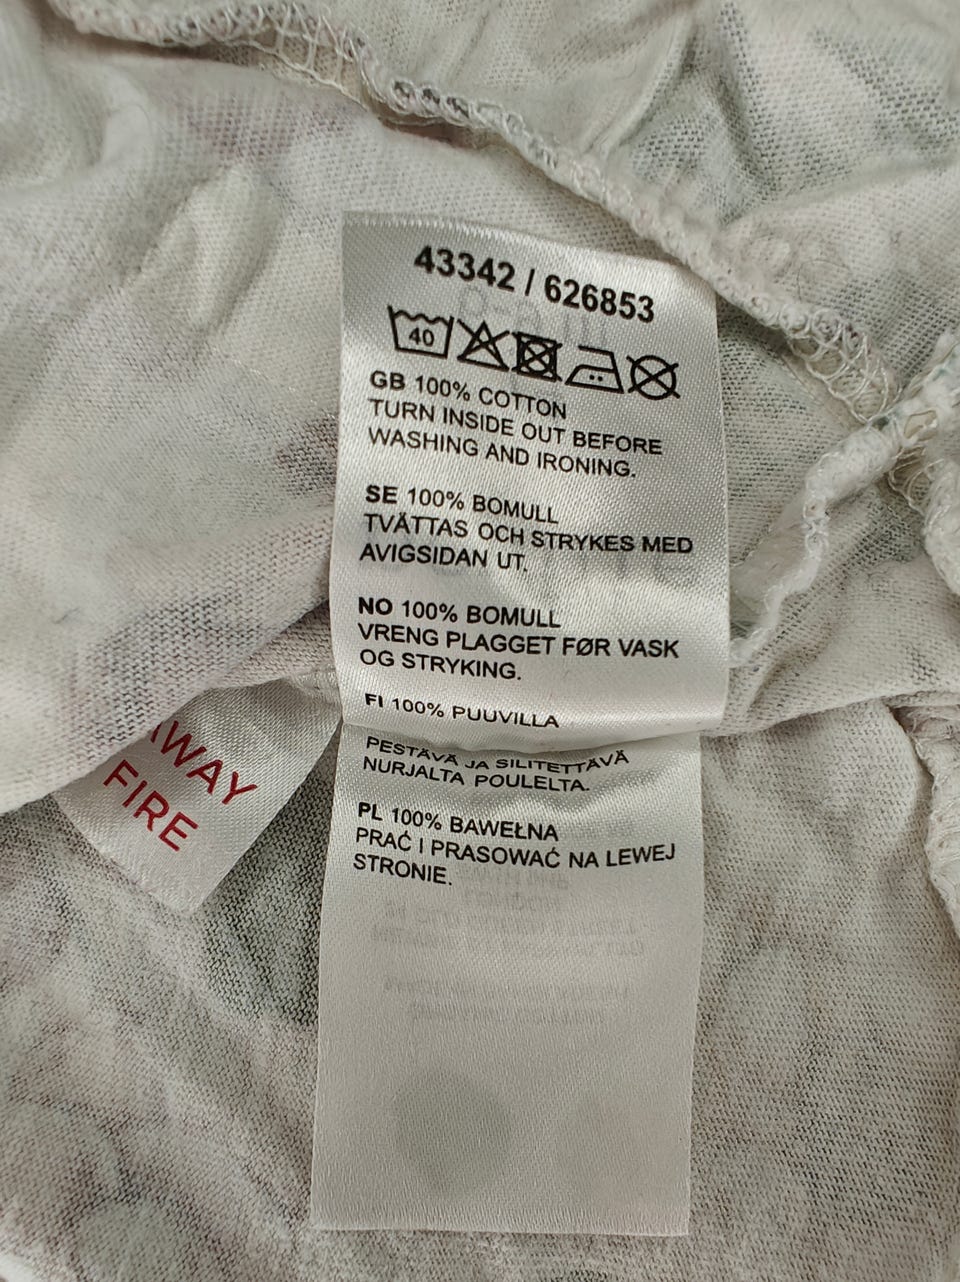 43342 / 626853
40
GB 100% COTTON
TURN INSIDE OUT BEFORE
WASHING AND IRONING.
SE 100% BOMULL
TVÄTTAS OCH STRYKES MED
AVIGSIDAN UT.
NO 100% BOMULL
VRENG PLAGGET FØR VASK
OG STRYKING.
FI 100% PUUVILLA
PESTÄVÄ JA SILITETTÄVÄ
NURJALTA POULELTA.
PL 100% BAWEŁNA
PRAĆ I PRASOWAĆ NA LEWEJ
STRONIE.
AWAY
FIRE